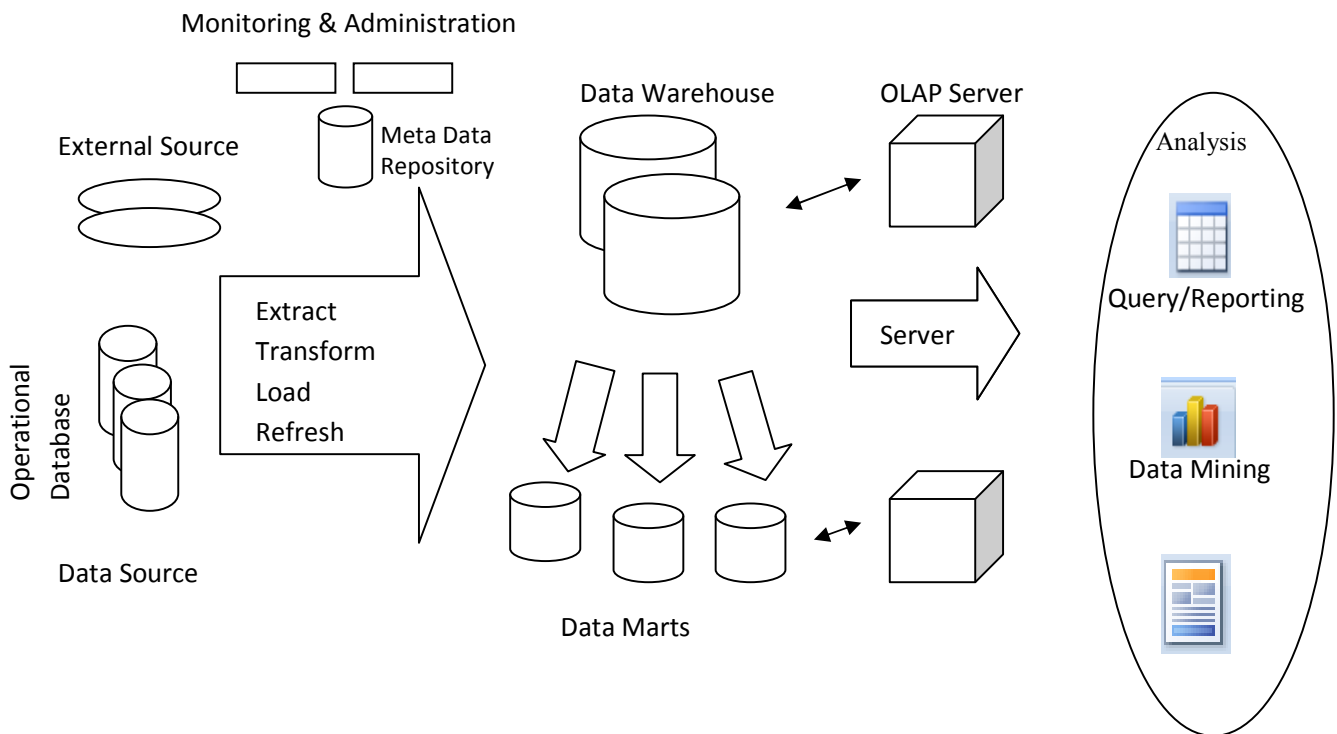 Monitoring & Administration
Data Warehouse
OLAP Server
External Source
Meta Data
Repository
Analysis
Query/Reporting
Extract
Transform
Load
Refresh
Server
Operational
Database
Data Mining
Data Source
Data Marts